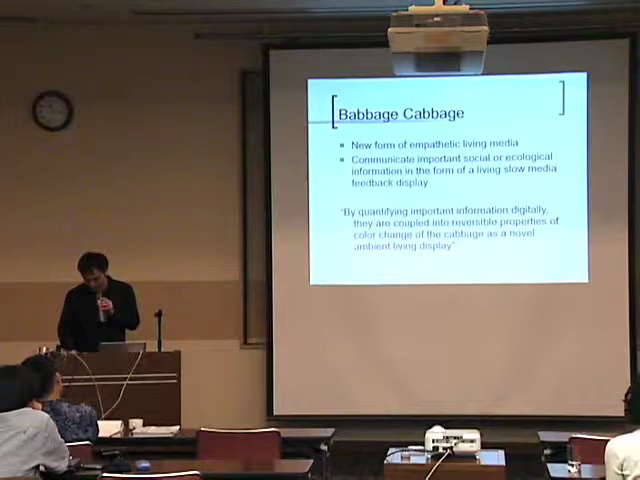 Babbage Cabbage
New form of empathetic living media
Communicate important social or ecological
information in the form of a living slow media
feedback display
"By quantifying important information digitally,
they are coupled into reversible properties of
color change of the cabbage as a novel
ambient living display"